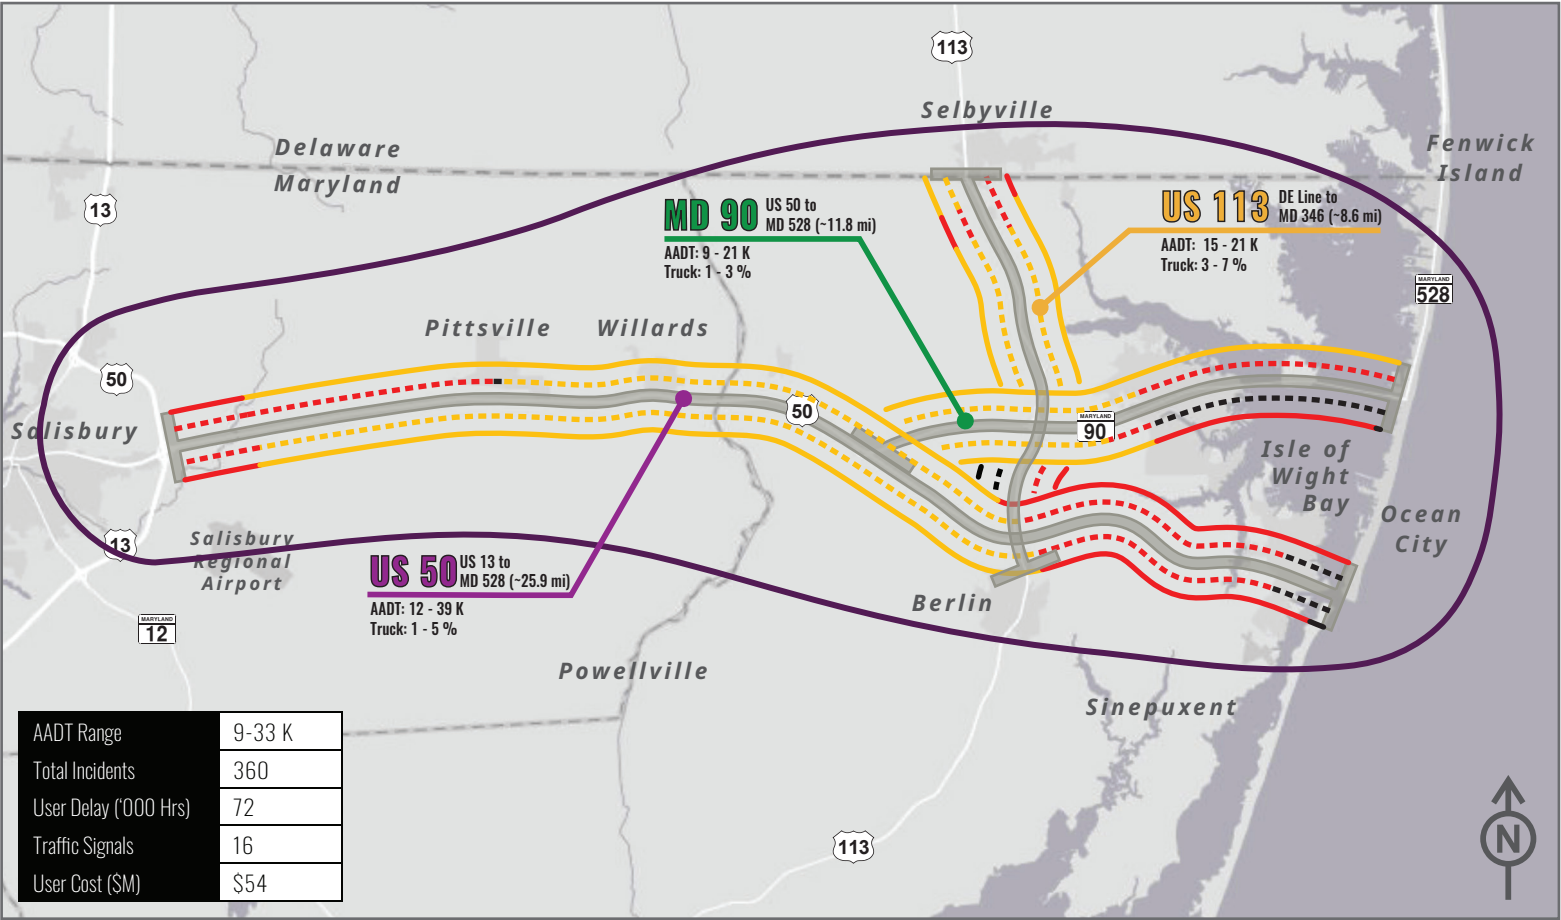 113
Selbyville
Delaware
Maryland
Fenwick
Island
13
MD 90
US 50 to
MD 528 (~11.8 mi)
AADT: 9 - 21 K
Truck: 1 - 3 %
US 113
DE Line to
MD 346 (~8.6 mi)
AADT: 15 - 21 K
Truck: 3 - 7 %
MARYLAND
528
Pittsville
Willards
50
50
MARYLAND
90
Salisbury
Isle of
Wight
Bay
Ocean
City
13
Salisbury
Regional
Airport
US 50
US 13 to
MD 528 (~25.9 mi)
AADT: 12 - 39 K
Truck: 1 - 5 %
Berlin
MARYLAND
12
Powellville
Sinepuxent
AADT Range 9-33 K
Total Incidents 360
User Delay (‘000 Hrs) 72
Traffic Signals 16
User Cost ($M) $54
113
N